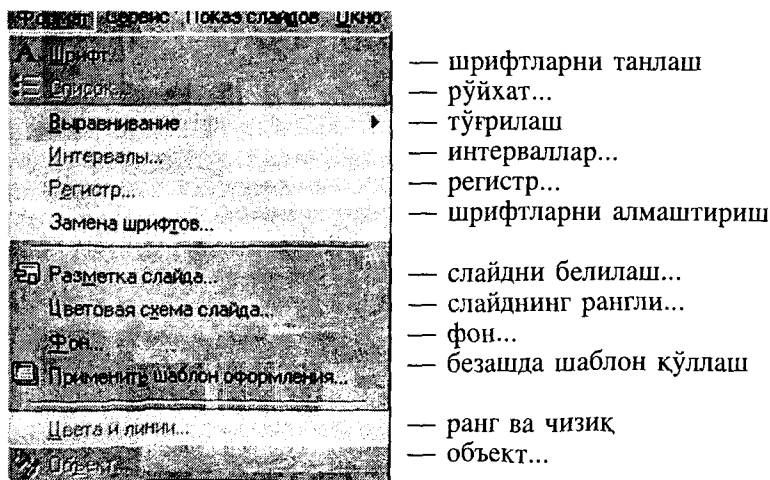 Формат Сервис Показ слайдов Окно
Шрифт... — шрифтларни танлаш
Список... — рўйхат...
Выравнивание — тўғрилаш
Интервалы... — интерваллар...
Регистр... — регистр...
Замена шрифтов... — шрифтларни алмаштириш
Разметка слайда... — слайдни белилаш...
Цветовая схема слайда... — слайднинг рангли...
Фон... — фон...
Применить шаблон оформления... — безашда шаблон қўллаш
Цвета и линии... — ранг ва чизиқ
Объект... — объект...